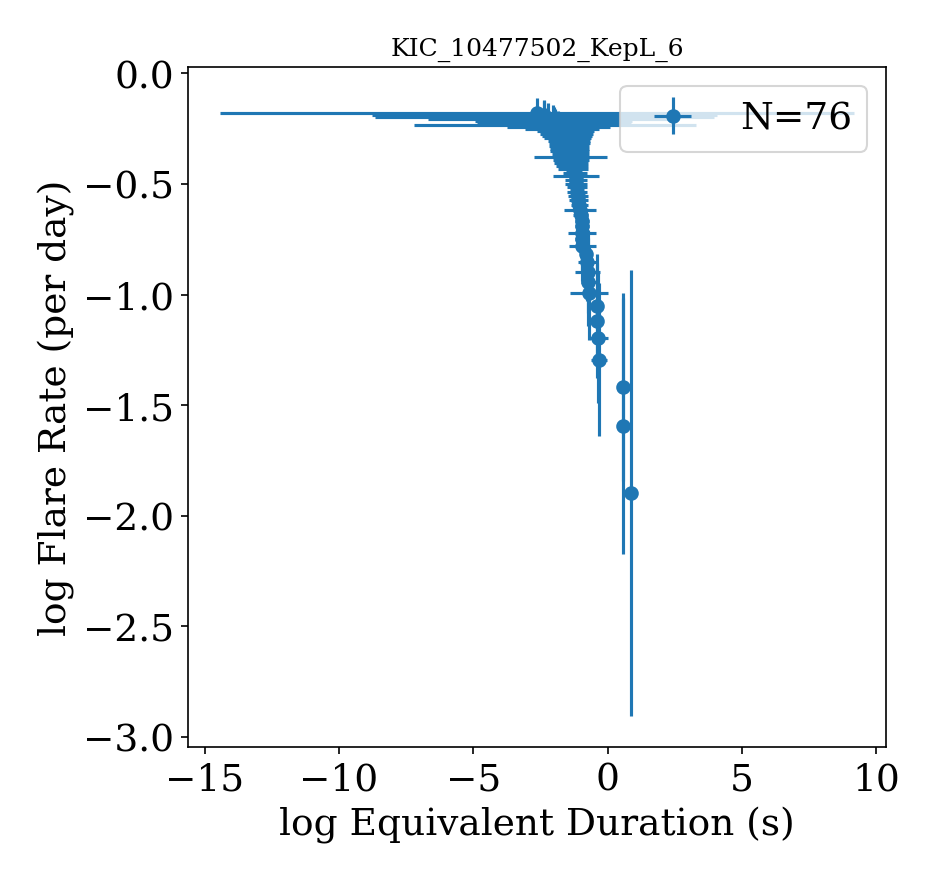 KIC_10477502_KepL_6
N=76
0.0
−0.5
−1.0
−1.5
−2.0
−2.5
−3.0
log Flare Rate (per day)
−15 −10 −5 0 5 10
log Equivalent Duration (s)